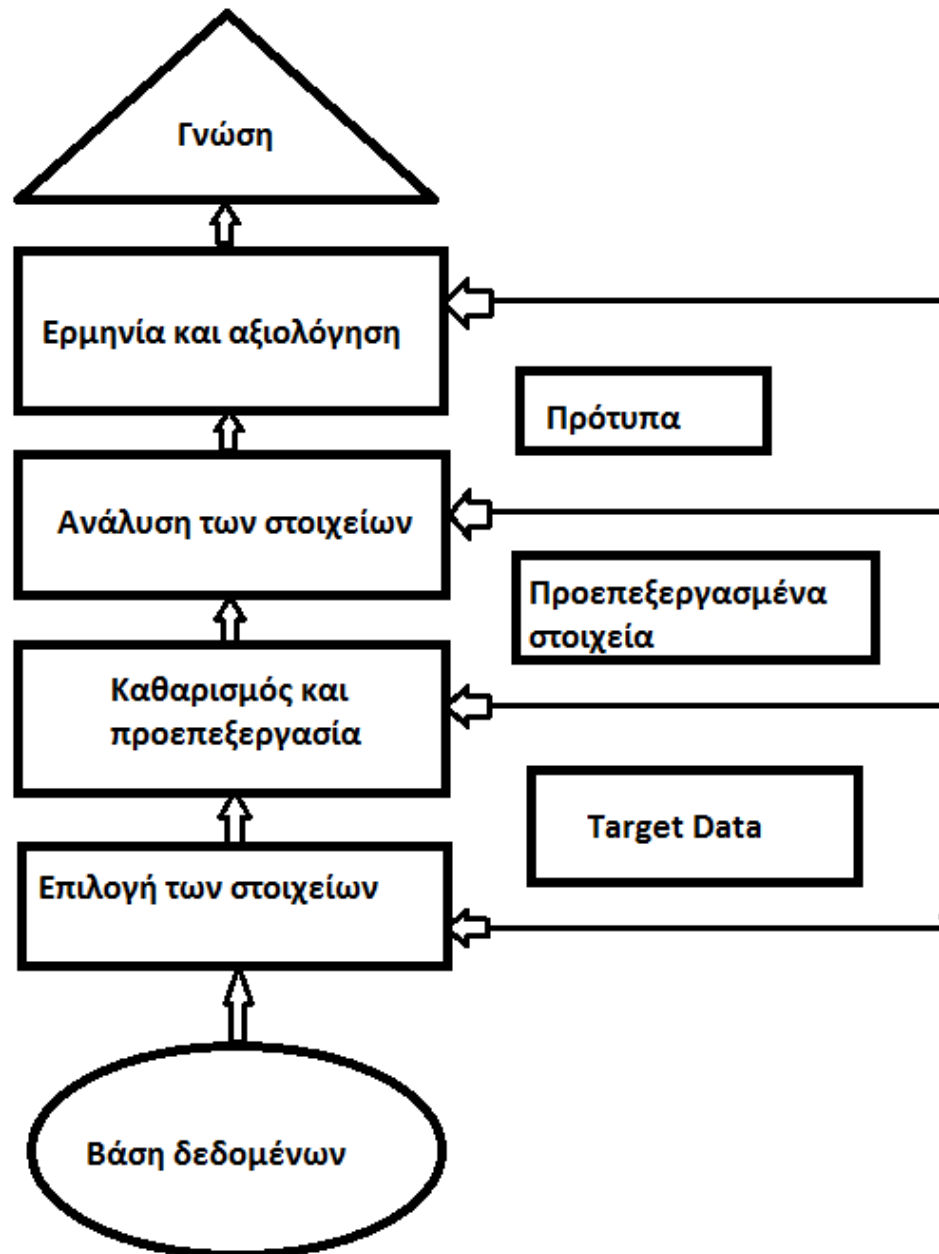 Γνώση
Ερμηνία και αξιολόγηση
Πρότυπα
Ανάλυση των στοιχείων
Προεπεξεργασμένα
στοιχεία
Καθαρισμός και
προεπεξεργασία
Target Data
Επιλογή των στοιχείων
Βάση δεδομένων